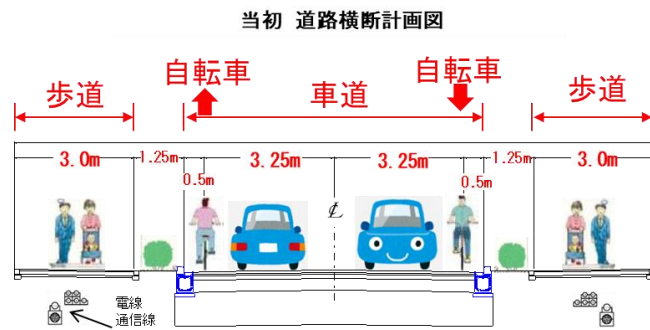 当初 道路横断計画図
自転車
自転車
歩道
車道
歩道
3.0m
1.25m
3.25m
3.25m
1.25m
3.0m
0.5m
0.5m
℄
電線
通信線